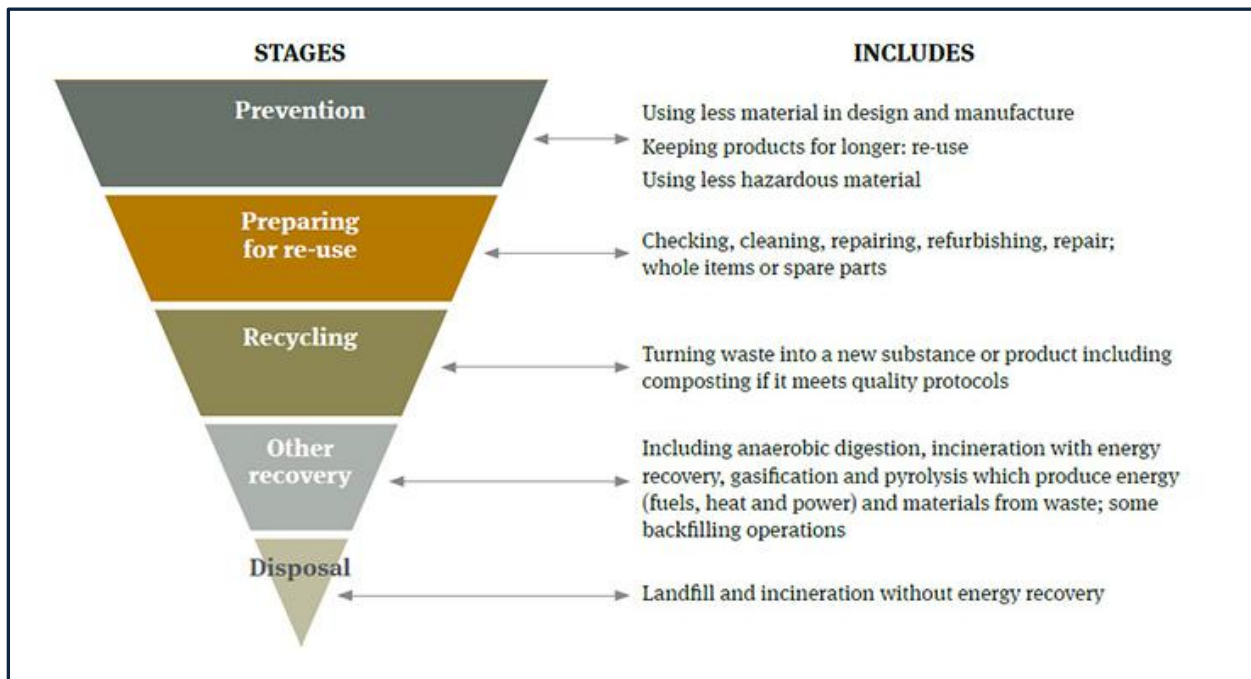 STAGES
INCLUDES
Prevention
Using less material in design and manufacture
Keeping products for longer: re-use
Using less hazardous material
Preparing
for re-use
Checking, cleaning, repairing, refurbishing, repair;
whole items or spare parts
Recycling
Turning waste into a new substance or product including
composting if it meets quality protocols
Other
recovery
Including anaerobic digestion, incineration with energy
recovery, gasification and pyrolysis which produce energy
(fuels, heat and power) and materials from waste; some
backfilling operations
Disposal
Landfill and incineration without energy recovery